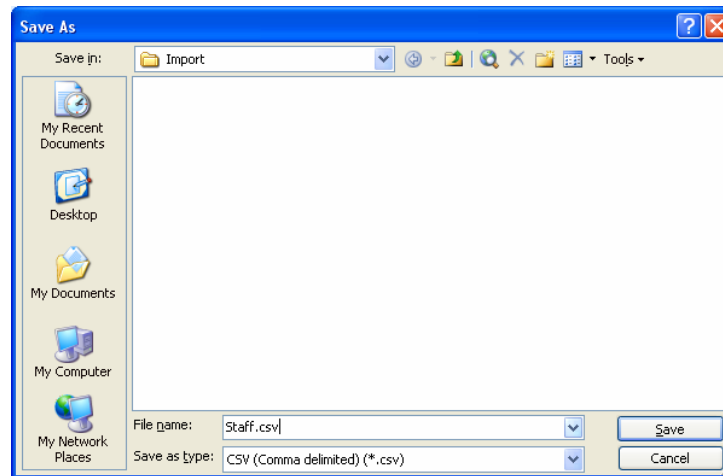 Save As
Save in:
Import
Tools
My Recent
Documents
Desktop
My Documents
My Computer
My Network
Places
File name:
Staff.csv
Save
Save as type:
CSV (Comma delimited) (*.csv)
Cancel